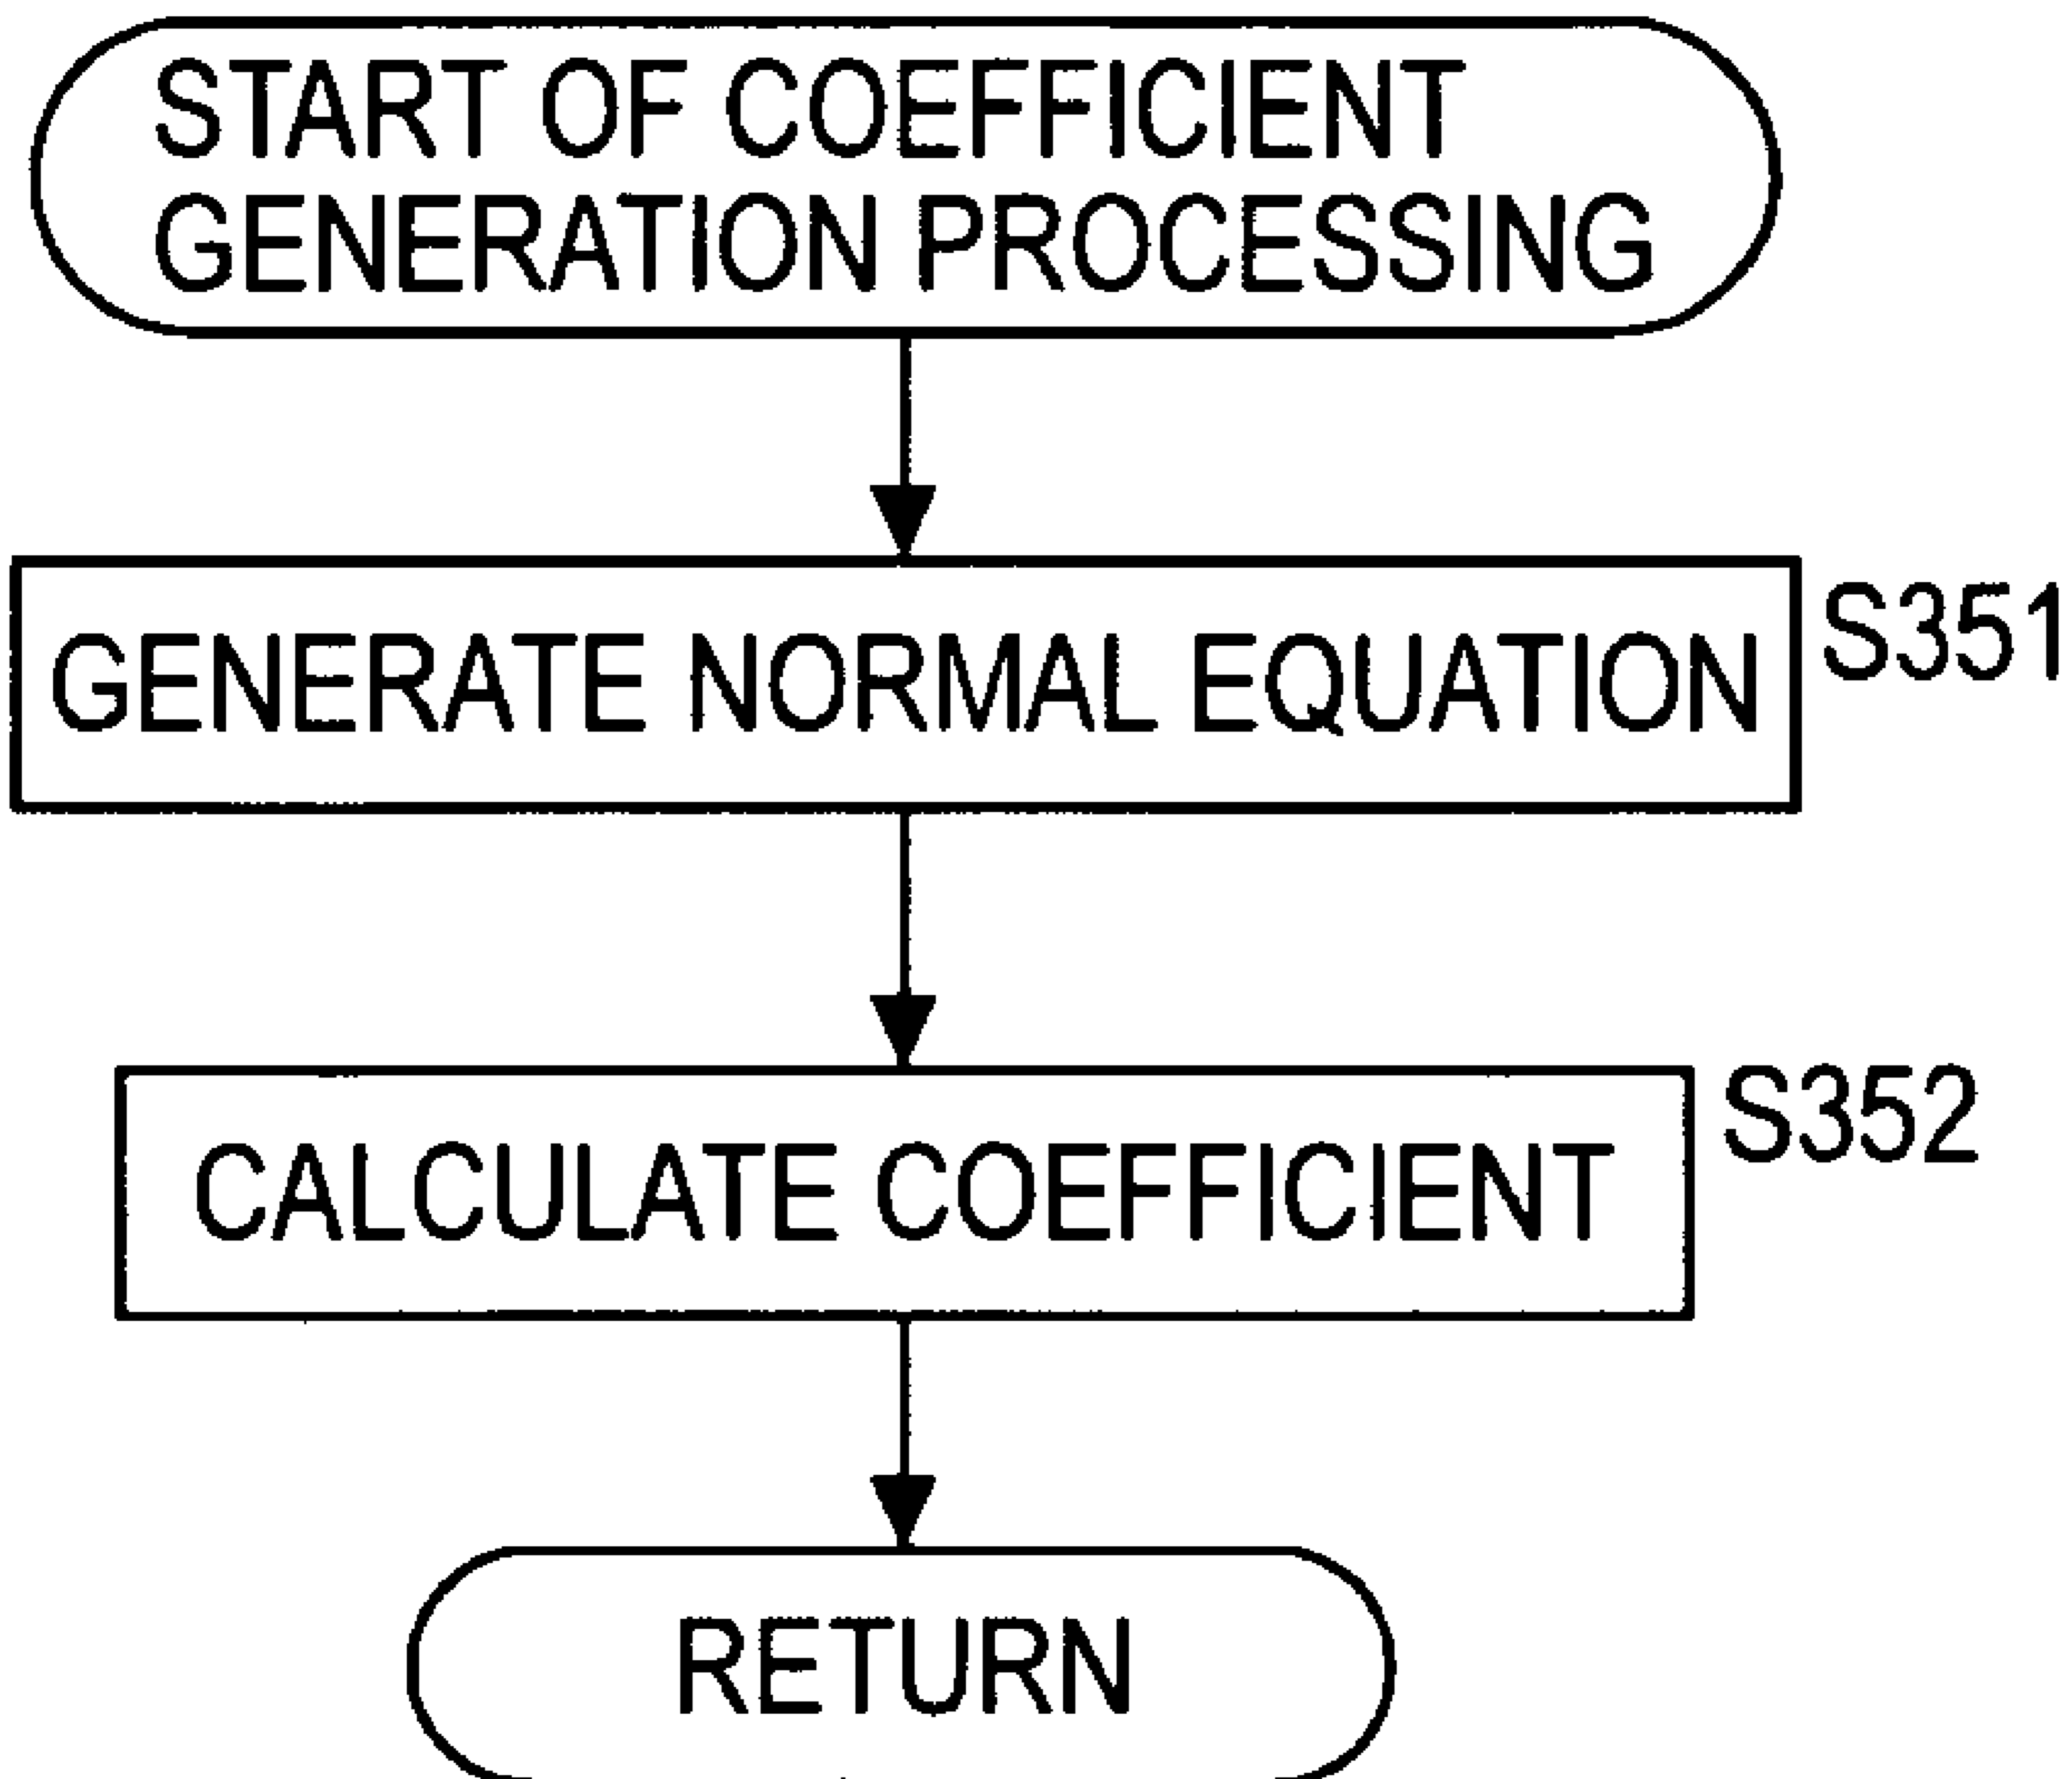 START OF COEFFICIENT
GENERATION PROCESSING
GENERATE NORMAL EQUATION
S351
CALCULATE COEFFICIENT
S352
RETURN